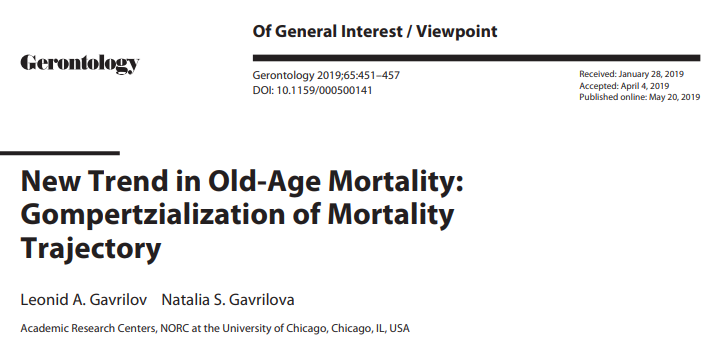 Of General Interest / Viewpoint
Gerontology
Gerontology 2019;65:451–457
DOI: 10.1159/000500141
Received: January 28, 2019
Accepted: April 4, 2019
Published online: May 20, 2019
New Trend in Old-Age Mortality:
Gompertzialization of Mortality
Trajectory
Leonid A. Gavrilov Natalia S. Gavrilova
Academic Research Centers, NORC at the University of Chicago, Chicago, IL, USA